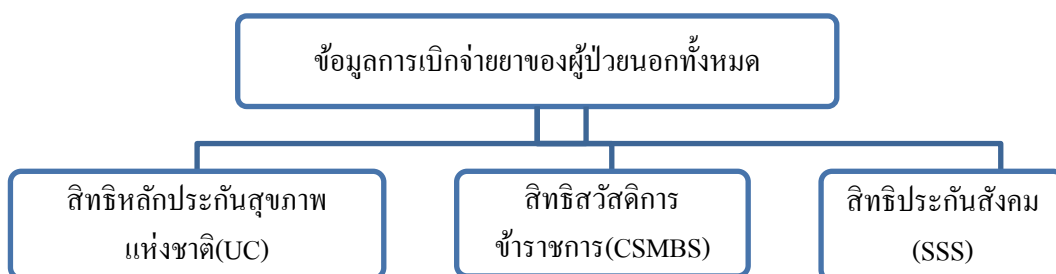 ข้อมูลการเบิกจ่ายยาของผู้ป่วยนอกทั้งหมด
สิทธิหลักประกันสุขภาพ
แห่งชาติ(UC)
สิทธิสวัสดิการ
ข้าราชการ(CSMBS)
สิทธิประกันสังคม
(SSS)